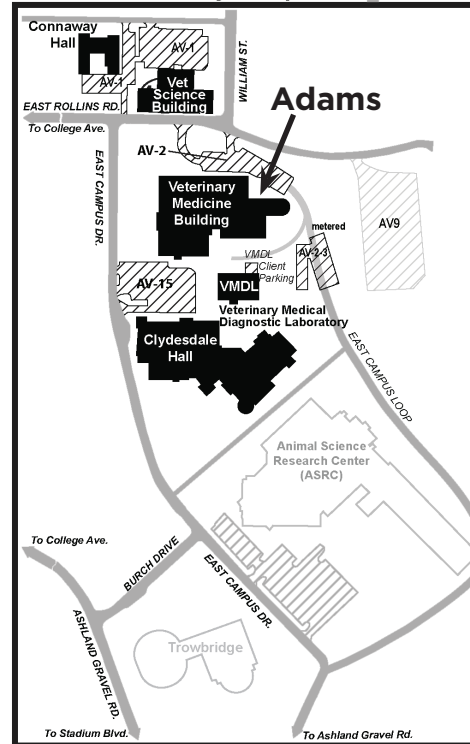 Connaway
Hall
AV-1
AV-1
Vet
Science
Building
WILLIAM ST.
Adams
EAST ROLLINS RD.
To College Ave.
AV-2
EAST CAMPUS DR.
Veterinary
Medicine
Building
metered
AV9
AV-2-3
VMDL
Client
Parking
AV-15
VMDL
Veterinary Medical
Diagnostic Laboratory
Clydesdale
Hall
EAST CAMPUS LOOP
Animal Science
Research Center
(ASRC)
To College Ave.
BURCH DRIVE
EAST CAMPUS DR.
ASHLAND GRAVEL RD.
Trowbridge
To Stadium Blvd.
To Ashland Gravel Rd.